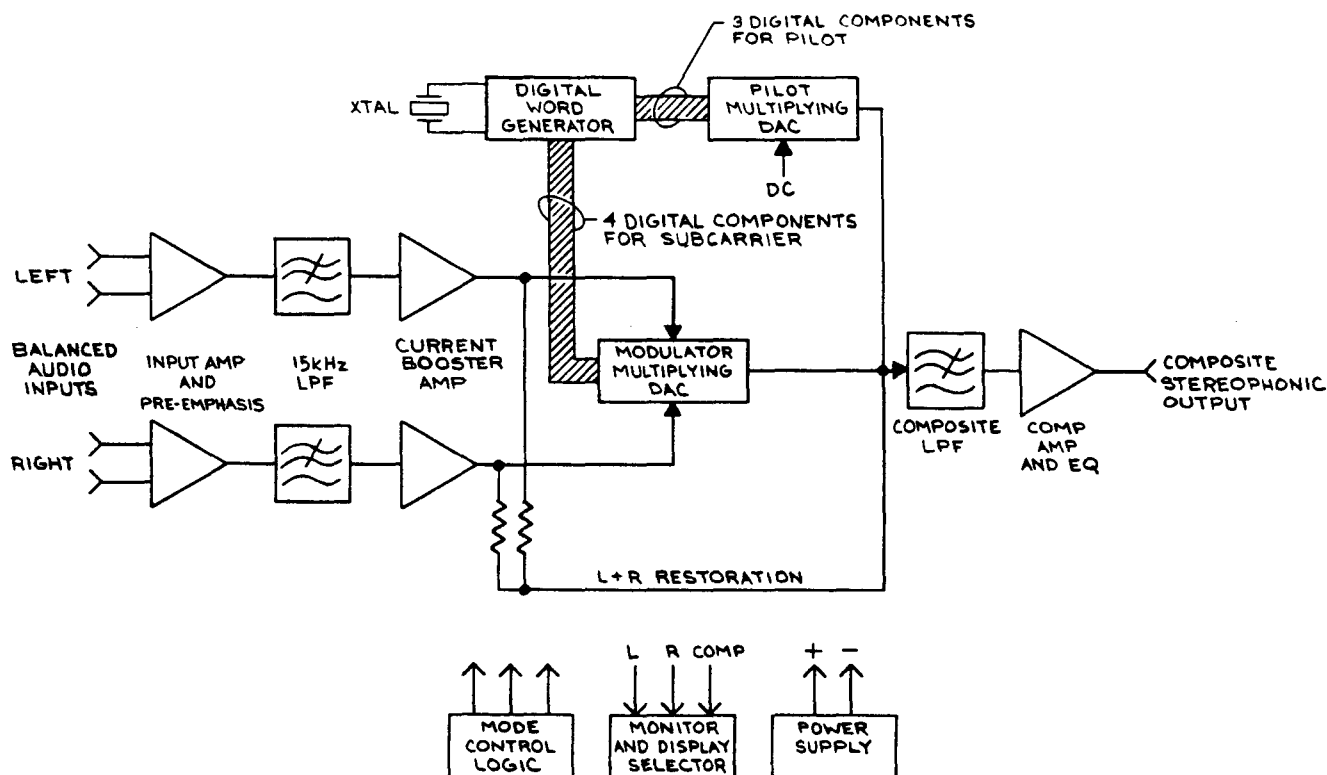 3 DIGITAL COMPONENTS
FOR PILOT
XTAL
DIGITAL
WORD
GENERATOR
PILOT
MULTIPLYING
DAC
DC
4 DIGITAL COMPONENTS
FOR SUBCARRIER
LEFT
BALANCED
AUDIO
INPUTS
RIGHT
INPUT AMP
AND
PRE-EMPHASIS
15kHz
LPF
CURRENT
BOOSTER
AMP
MODULATOR
MULTIPLYING
DAC
COMPOSITE
LPF
COMP
AMP
AND EQ
COMPOSITE
STEREOPHONIC
OUTPUT
L+R RESTORATION
L R COMP
+ −
MODE
CONTROL
LOGIC
MONITOR
AND DISPLAY
SELECTOR
POWER
SUPPLY